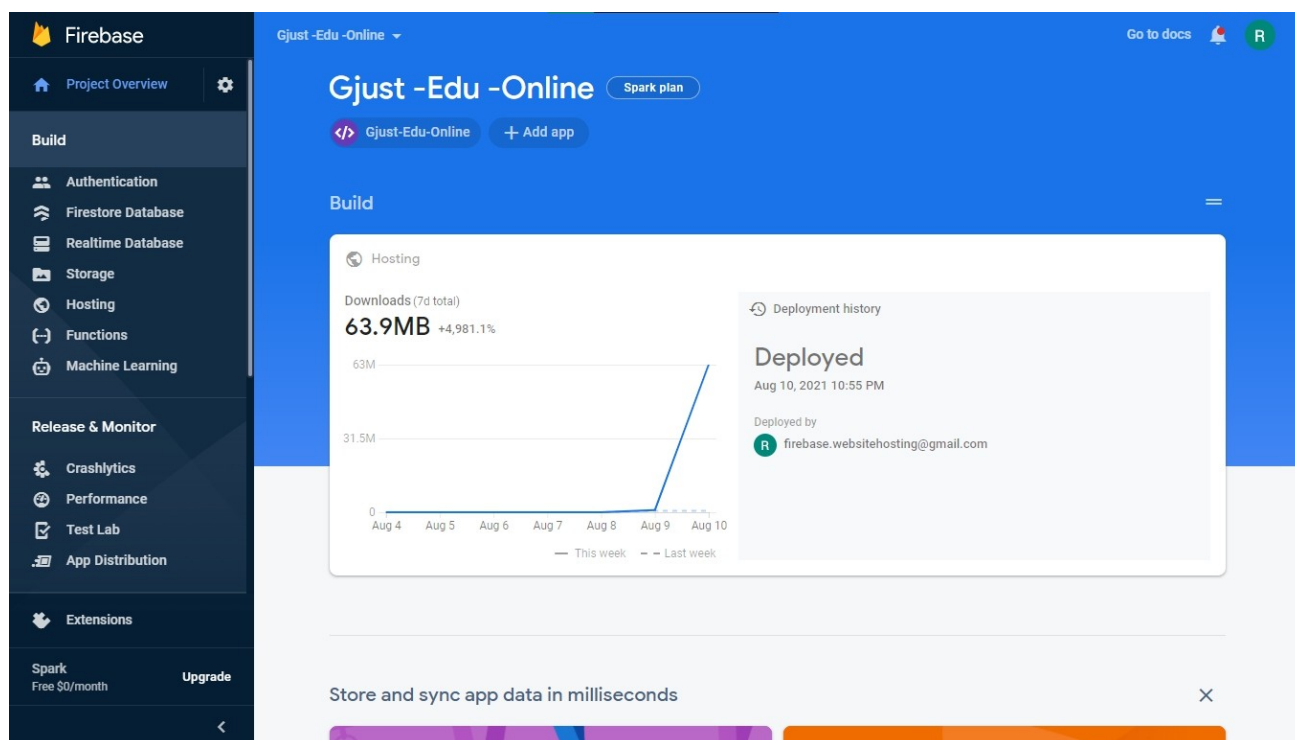 Firebase
Project Overview
Build
Authentication
Firestore Database
Realtime Database
Storage
Hosting
Functions
Machine Learning
Release & Monitor
Crashlytics
Performance
Test Lab
App Distribution
Extensions
Spark
Free $0/month
Upgrade
Gjust -Edu -Online
Go to docs
R
Gjust -Edu -Online
Spark plan
</> Gjust-Edu-Online
+ Add app
Build
Hosting
Downloads (7d total)
63.9MB +4,981.1%
63M
31.5M
0
Aug 4 Aug 5 Aug 6 Aug 7 Aug 8 Aug 9 Aug 10
This week Last week
Deployment history
Deployed
Aug 10, 2021 10:55 PM
Deployed by
R firebase.websitehosting@gmail.com
Store and sync app data in milliseconds